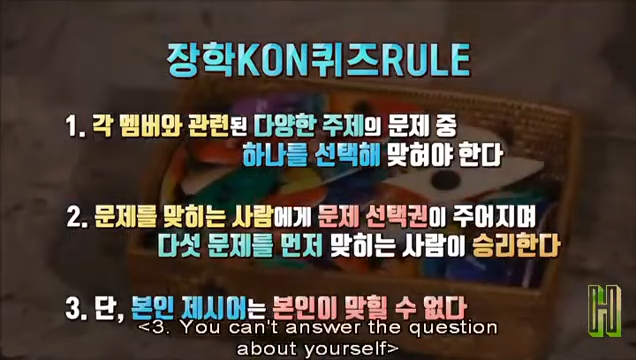 장학KON퀴즈RULE
1. 각 멤버와 관련된 다양한 주제의 문제 중
하나를 선택해 맞혀야 한다
2. 문제를 맞히는 사람에게 문제 선택권이 주어지며
다섯 문제를 먼저 맞히는 사람이 승리한다
3. 단, 본인 제시어는 본인이 맞힐 수 없다
<3. You can't answer the question
about yourself>
H